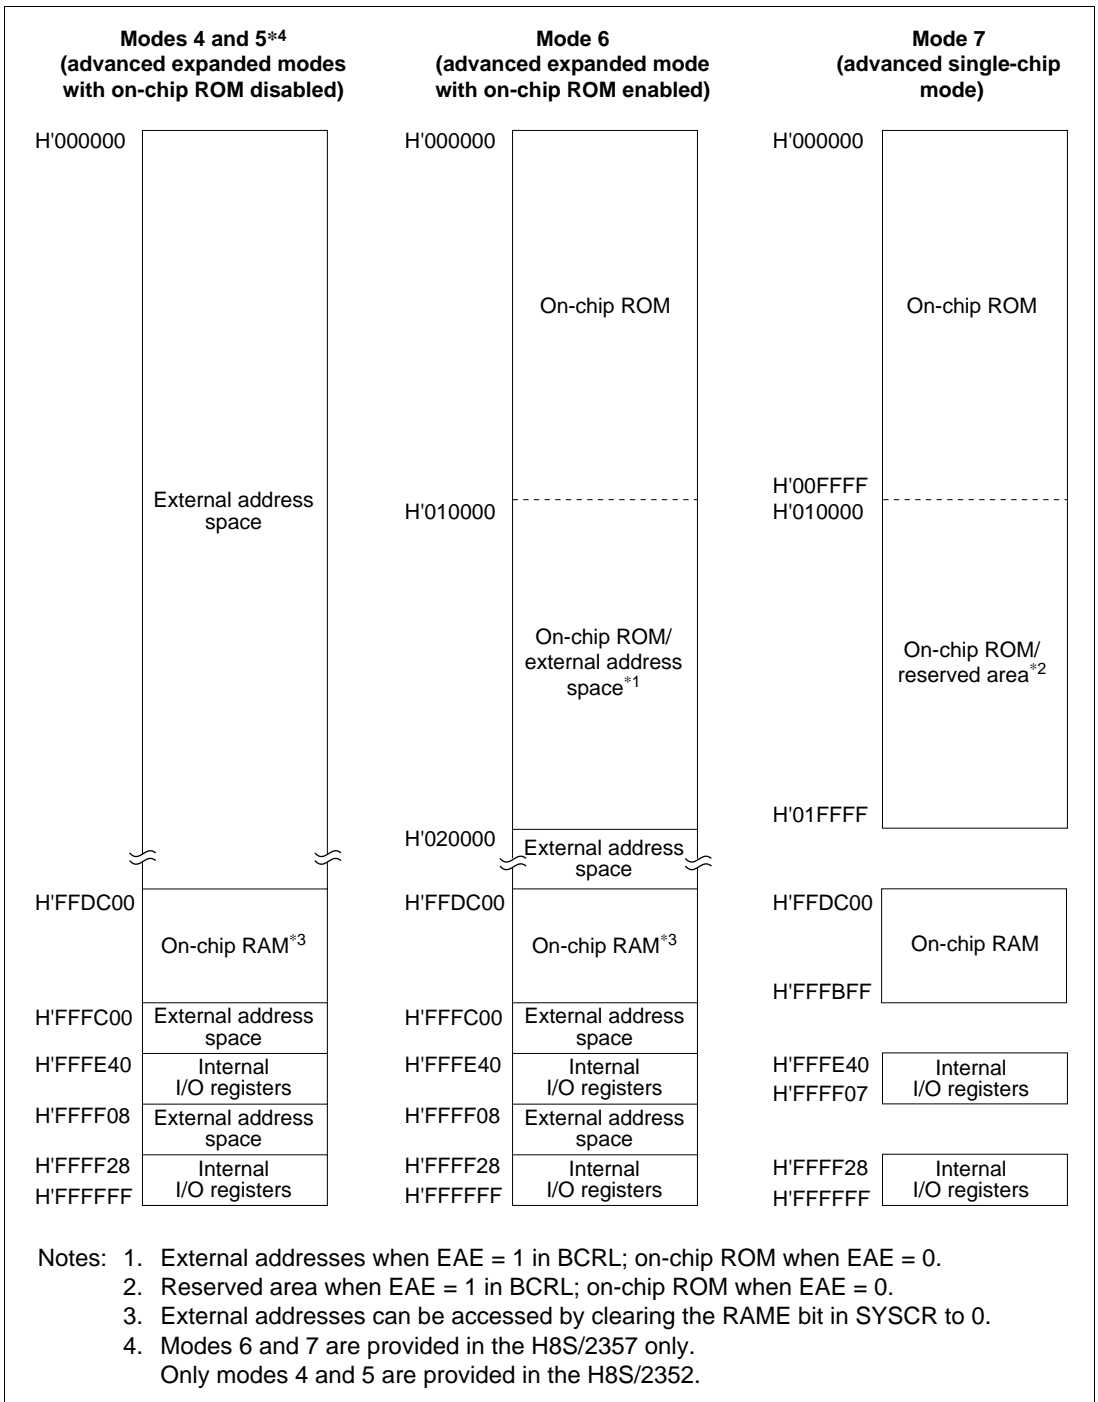 Modes 4 and 5*4
(advanced expanded modes
with on-chip ROM disabled)
H'000000
External address
space
H'FFDC00
On-chip RAM*3
H'FFFC00
External address
space
H'FFFE40
Internal
I/O registers
H'FFFF08
External address
space
H'FFFF28
Internal
I/O registers
H'FFFFFF
Mode 6
(advanced expanded mode
with on-chip ROM enabled)
H'000000
On-chip ROM
H'010000
On-chip ROM/
external address
space*1
H'020000
External address
space
H'FFDC00
On-chip RAM*3
H'FFFC00
External address
space
H'FFFE40
Internal
I/O registers
H'FFFF08
External address
space
H'FFFF28
Internal
I/O registers
H'FFFFFF
Mode 7
(advanced single-chip
mode)
H'000000
On-chip ROM
H'00FFFF
H'010000
On-chip ROM/
reserved area*2
H'01FFFF
H'FFDC00
On-chip RAM
H'FFFBFF
H'FFFE40
Internal
I/O registers
H'FFFF07
H'FFFF28
Internal
I/O registers
H'FFFFFF
Notes: 1. External addresses when EAE = 1 in BCRL; on-chip ROM when EAE = 0.
2. Reserved area when EAE = 1 in BCRL; on-chip ROM when EAE = 0.
3. External addresses can be accessed by clearing the RAME bit in SYSCR to 0.
4. Modes 6 and 7 are provided in the H8S/2357 only.
Only modes 4 and 5 are provided in the H8S/2352.